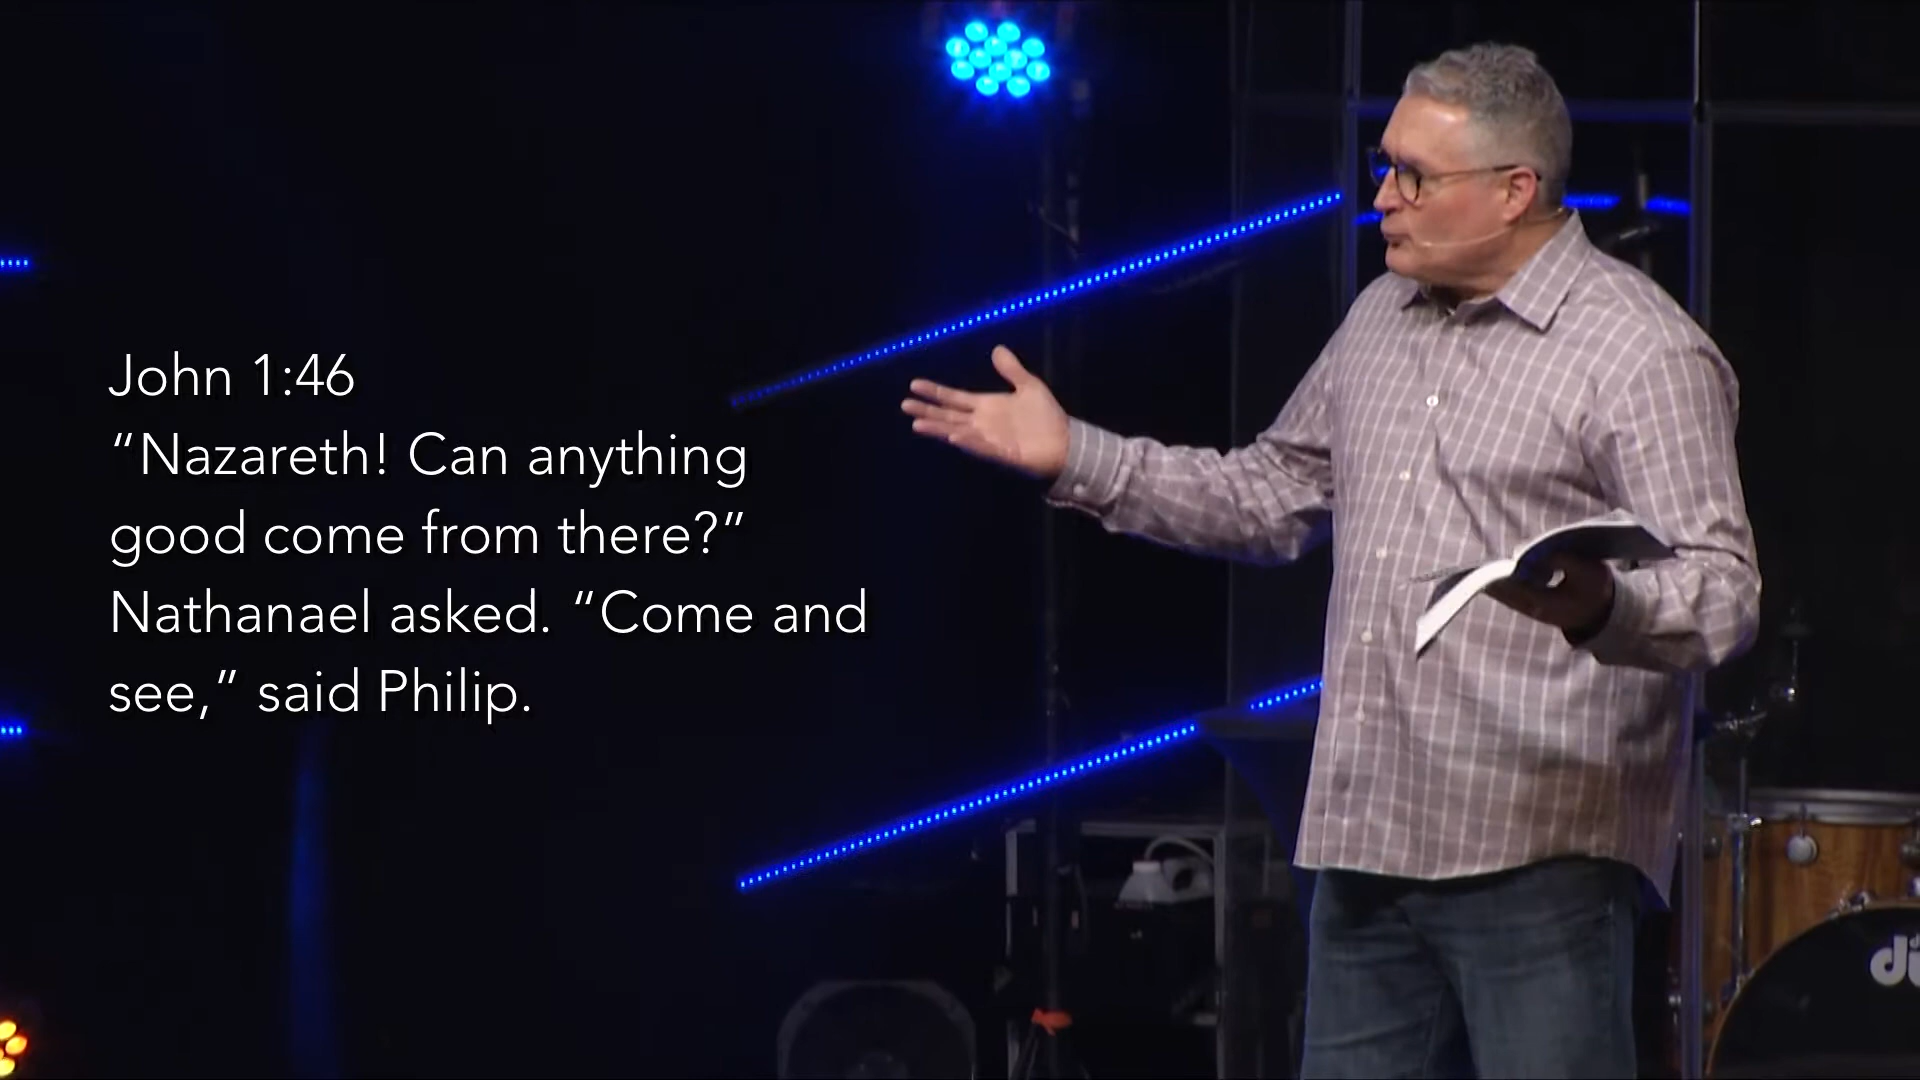 John 1:46
“Nazareth! Can anything
good come from there?”
Nathanael asked. “Come and
see,” said Philip.